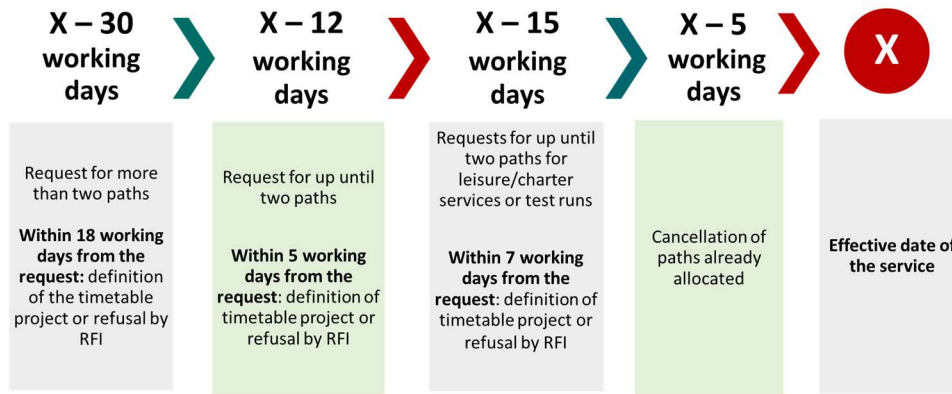 X – 30
working
days
X – 12
working
days
X – 15
working
days
X – 5
working
days
X
Request for more
than two paths
Within 18 working
days from the
request: definition
of the timetable
project or refusal by
RFI
Request for up until
two paths
Within 5 working
days from the
request: definition of
timetable project or
refusal by RFI
Requests for up until
two paths for
leisure/charter
services or test runs
Within 7 working
days from the
request: definition of
timetable project or
refusal by RFI
Cancellation of
paths already
allocated
Effective date of
the service